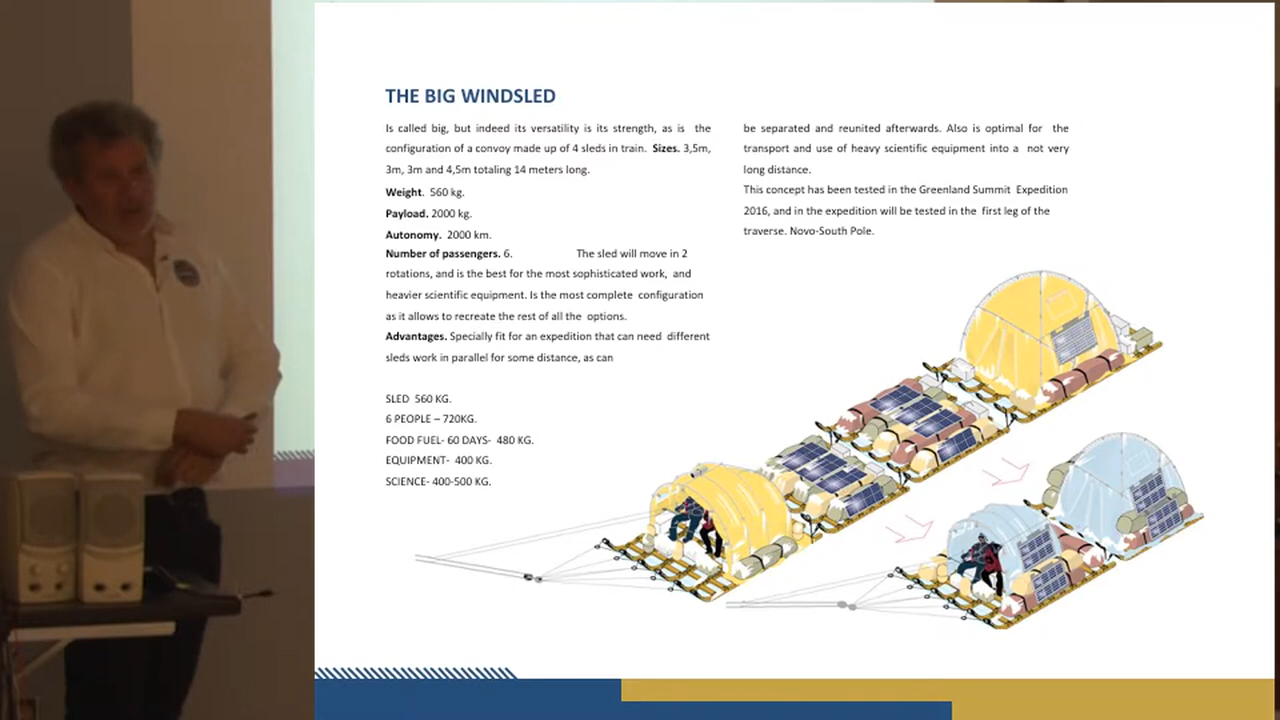 THE BIG WINDSLED
Is called big, but indeed its versatility is its strength, as is the
configuration of a convoy made up of 4 sleds in train. Sizes. 3,5m,
3m, 3m and 4,5m totaling 14 meters long.
Weight. 560 kg.
Payload. 2000 kg.
Autonomy. 2000 km.
Number of passengers. 6. The sled will move in 2
rotations, and is the best for the most sophisticated work, and
heavier scientific equipment. Is the most complete configuration
as it allows to recreate the rest of all the options.
Advantages. Specially fit for an expedition that can need different
sleds work in parallel for some distance, as can
SLED 560 KG.
6 PEOPLE – 720KG.
FOOD FUEL- 60 DAYS- 480 KG.
EQUIPMENT- 400 KG.
SCIENCE- 400-500 KG.
be separated and reunited afterwards. Also is optimal for the
transport and use of heavy scientific equipment into a not very
long distance.
This concept has been tested in the Greenland Summit Expedition
2016, and in the expedition will be tested in the first leg of the
traverse. Novo-South Pole.